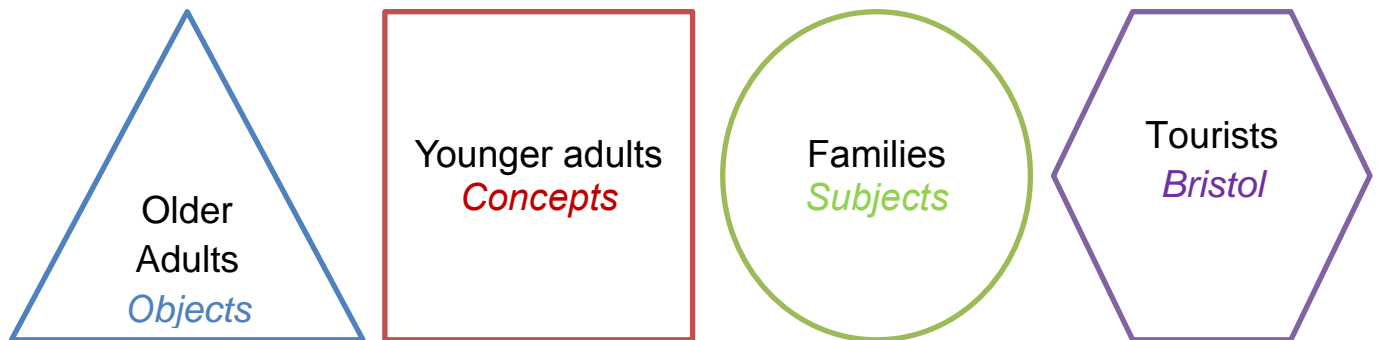 Older
Adults
Objects
Younger adults
Concepts
Families
Subjects
Tourists
Bristol